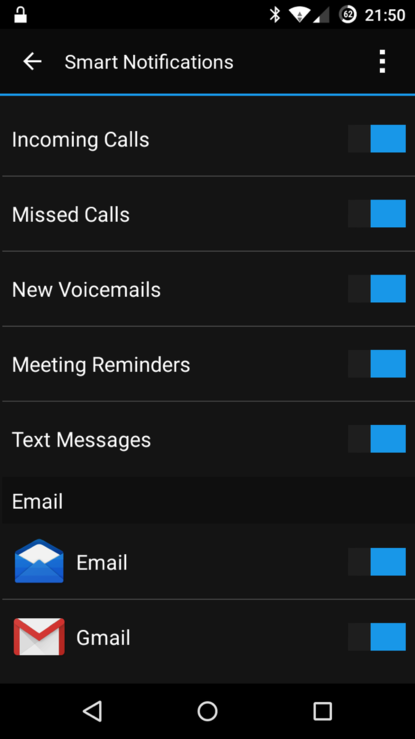 62 21:50
Smart Notifications
Incoming Calls
Missed Calls
New Voicemails
Meeting Reminders
Text Messages
Email
Email
Gmail